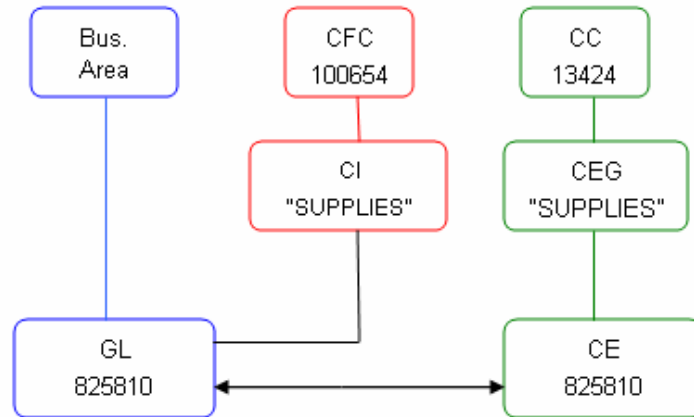 Bus.
Area
CFC
100654
CC
13424
CI
"SUPPLIES"
CEG
"SUPPLIES"
GL
825810
CE
825810